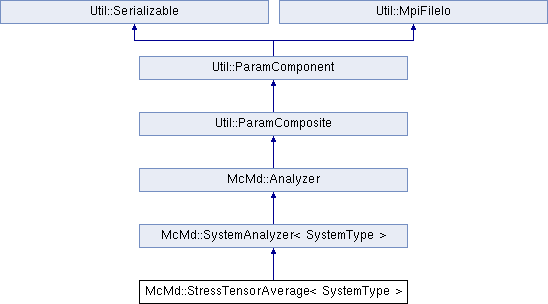 Util::Serializable
Util::MpiFileIo
Util::ParamComponent
Util::ParamComposite
McMd::Analyzer
McMd::SystemAnalyzer< SystemType >
McMd::StressTensorAverage< SystemType >